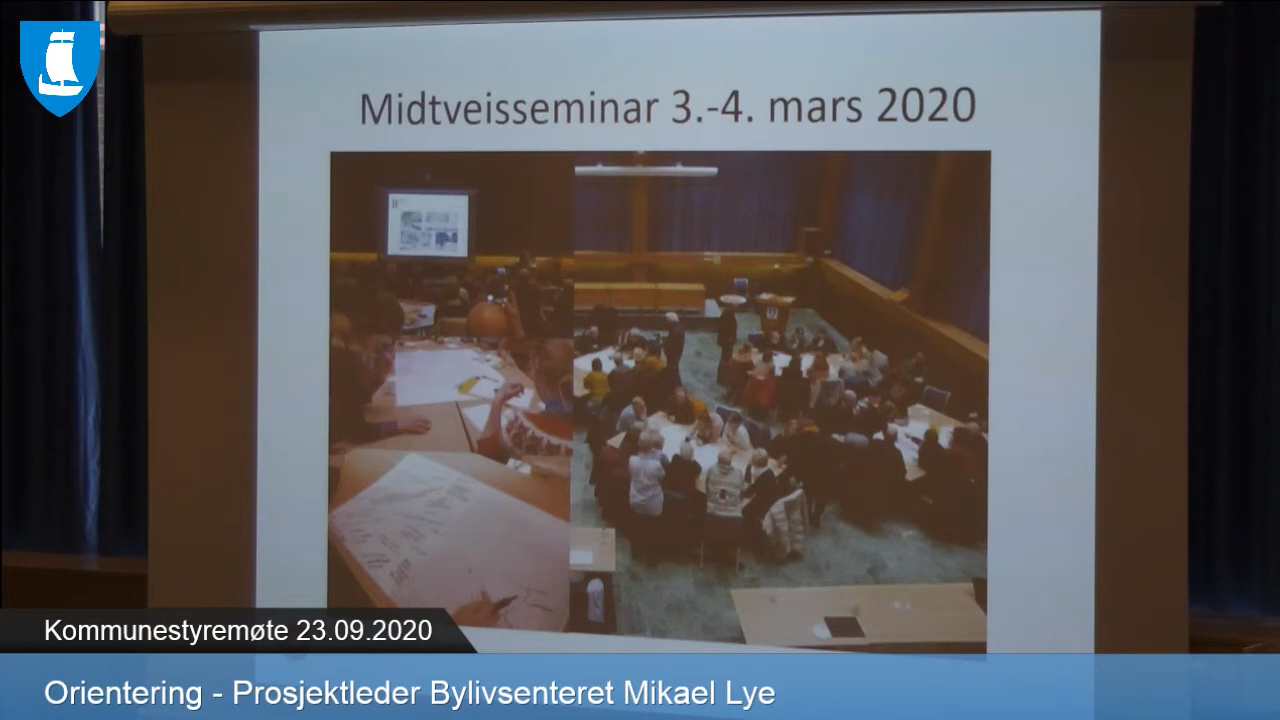 Midtveisseminar 3.-4. mars 2020
Kommunestyremøte 23.09.2020
Orientering - Prosjektleder Bylivsenteret Mikael Lye